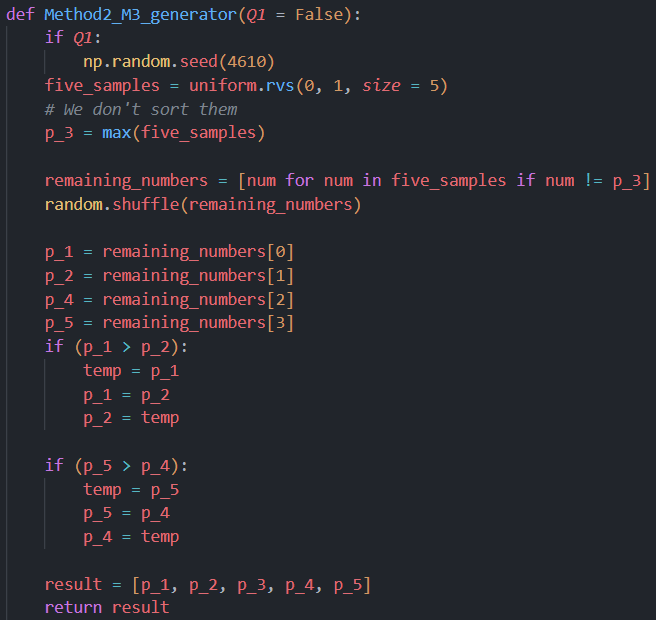 def Method2_M3_generator(Q1 = False):
    if Q1:
        np.random.seed(4610)
    five_samples = uniform.rvs(0, 1, size = 5)
    # We don't sort them
    p_3 = max(five_samples)

    remaining_numbers = [num for num in five_samples if num != p_3]
    random.shuffle(remaining_numbers)

    p_1 = remaining_numbers[0]
    p_2 = remaining_numbers[1]
    p_4 = remaining_numbers[2]
    p_5 = remaining_numbers[3]
    if (p_1 > p_2):
        temp = p_1
        p_1 = p_2
        p_2 = temp

    if (p_5 > p_4):
        temp = p_5
        p_5 = p_4
        p_4 = temp

    result = [p_1, p_2, p_3, p_4, p_5]
    return result